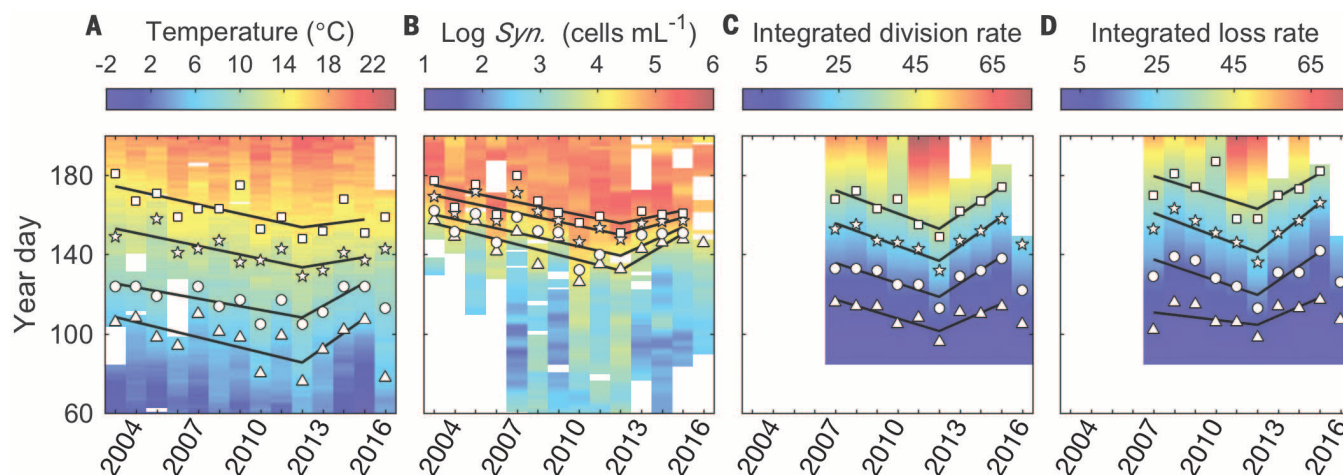 A Temperature (°C) B Log Syn. (cells mL⁻¹) C Integrated division rate D Integrated loss rate
-2 2 6 10 12 18 22 1 2 3 4 5 6 5 25 45 65 5 25 45 65
180
140
100
60
Year day
2004 2007 2010 2013 2016 2004 2007 2010 2013 2016 2004 2007 2010 2013 2016 2004 2007 2010 2013 2016